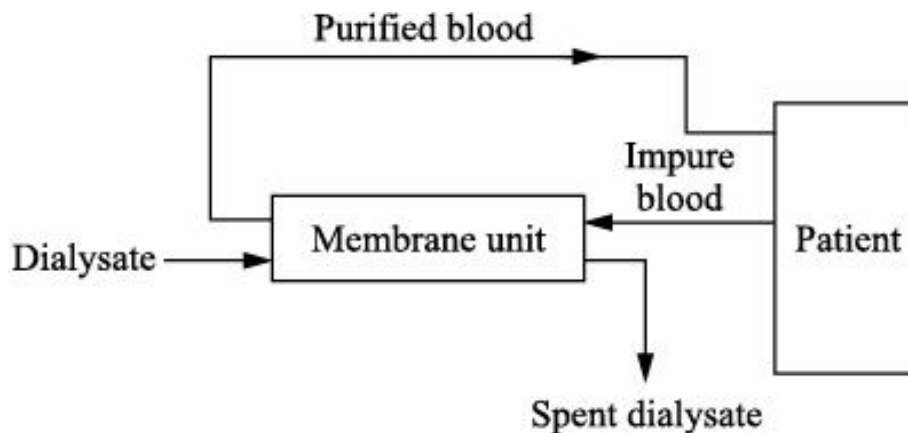 Purified blood
Impure
blood
Membrane unit
Patient
Dialysate
Spent dialysate